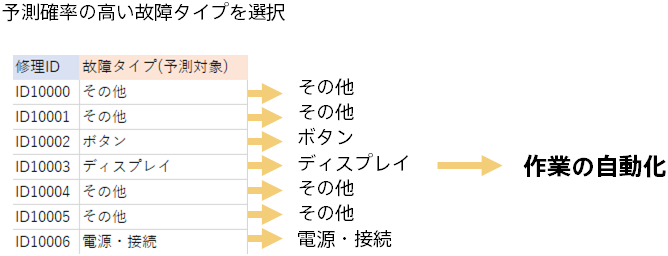 予測確率の高い故障タイプを選択
修理ID 故障タイプ(予測対象)
ID10000 その他 その他
ID10001 その他 その他
ID10002 ボタン ボタン
ID10003 ディスプレイ ディスプレイ 作業の自動化
ID10004 その他 その他
ID10005 その他 その他
ID10006 電源・接続 電源・接続